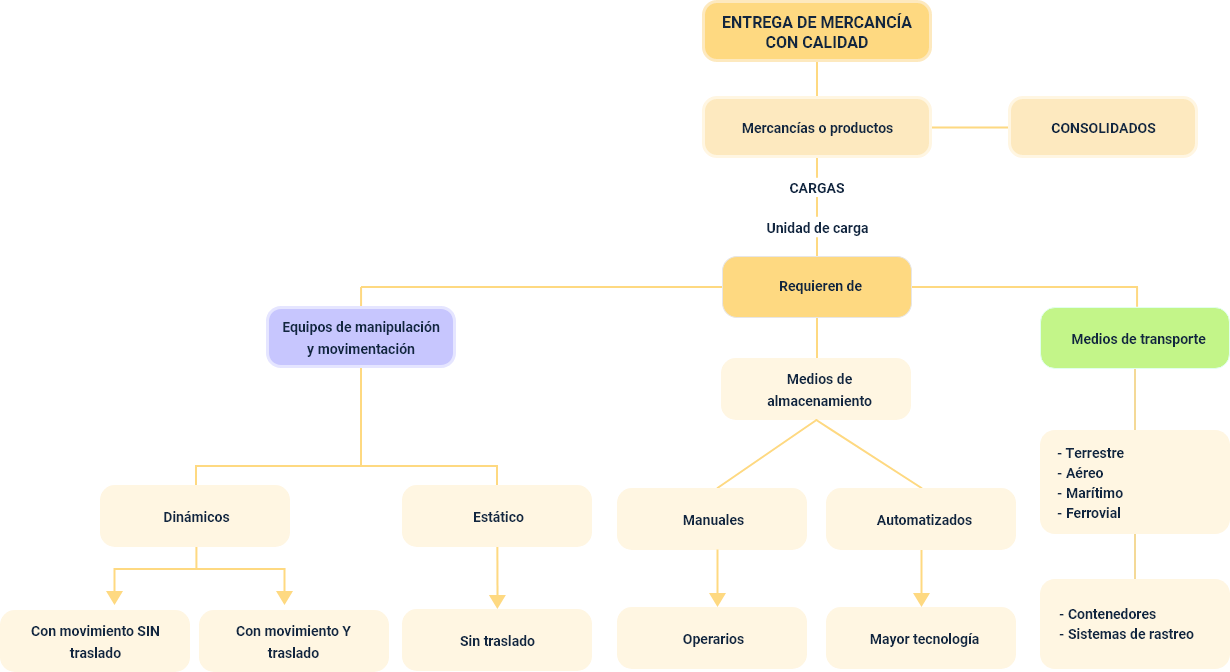 ENTREGA DE MERCANCÍA
CON CALIDAD
Mercancías o productos
CONSOLIDADOS
CARGAS
Unidad de carga
Requieren de
Equipos de manipulación
y movimentación
Medios de
almacenamiento
Medios de transporte
- Terrestre
- Aéreo
- Marítimo
- Ferrovial
Dinámicos
Estático
Manuales
Automatizados
Con movimiento SIN
traslado
Con movimiento Y
traslado
Sin traslado
Operarios
Mayor tecnología
- Contenedores
- Sistemas de rastreo